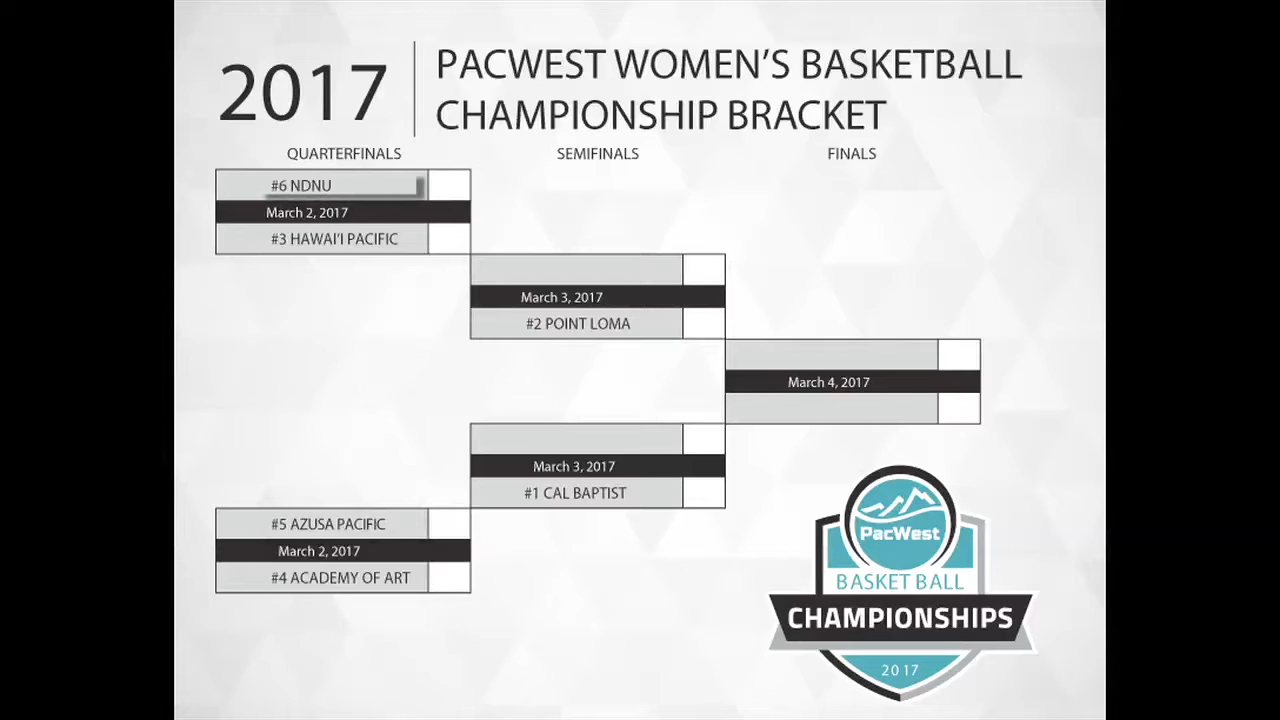 2017
PACWEST WOMEN'S BASKETBALL
CHAMPIONSHIP BRACKET
QUARTERFINALS
SEMIFINALS
FINALS
#6 NDNU
March 2, 2017
#3 HAWAI'I PACIFIC
March 3, 2017
#2 POINT LOMA
March 4, 2017
March 3, 2017
#1 CAL BAPTIST
#5 AZUSA PACIFIC
March 2, 2017
#4 ACADEMY OF ART
PacWest
BASKETBALL
CHAMPIONSHIPS
2017